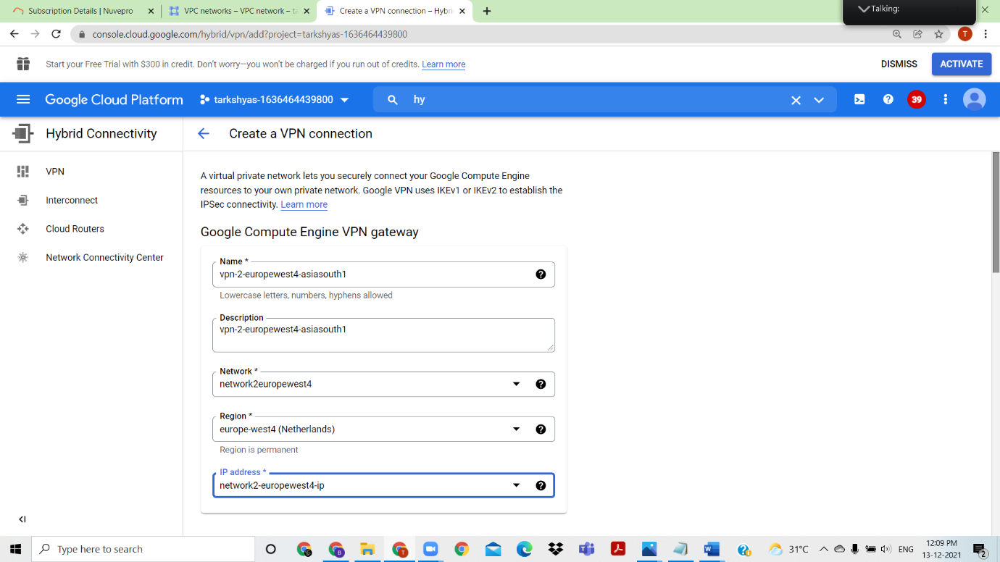 Subscription Details | Nuvepro
VPC networks – VPC network – ta
Create a VPN connection – Hybri
Talking:
console.cloud.google.com/hybrid/vpn/add?project=tarkshyas-1636464439800
T
Start your Free Trial with $300 in credit. Don't worry—you won't be charged if you run out of credits. Learn more
DISMISS
ACTIVATE
Google Cloud Platform
tarkshyas-1636464439800
hy
39
Hybrid Connectivity
Create a VPN connection
VPN
Interconnect
Cloud Routers
Network Connectivity Center
A virtual private network lets you securely connect your Google Compute Engine
resources to your own private network. Google VPN uses IKEv1 or IKEv2 to establish the
IPSec connectivity. Learn more
Google Compute Engine VPN gateway
Name *
vpn-2-europewest4-asiasouth1
Lowercase letters, numbers, hyphens allowed
Description
vpn-2-europewest4-asiasouth1
Network *
network2europewest4
Region *
europe-west4 (Netherlands)
Region is permanent
IP address *
network2-europewest4-ip
Type here to search
31°C
ENG
12:09 PM
13-12-2021
2